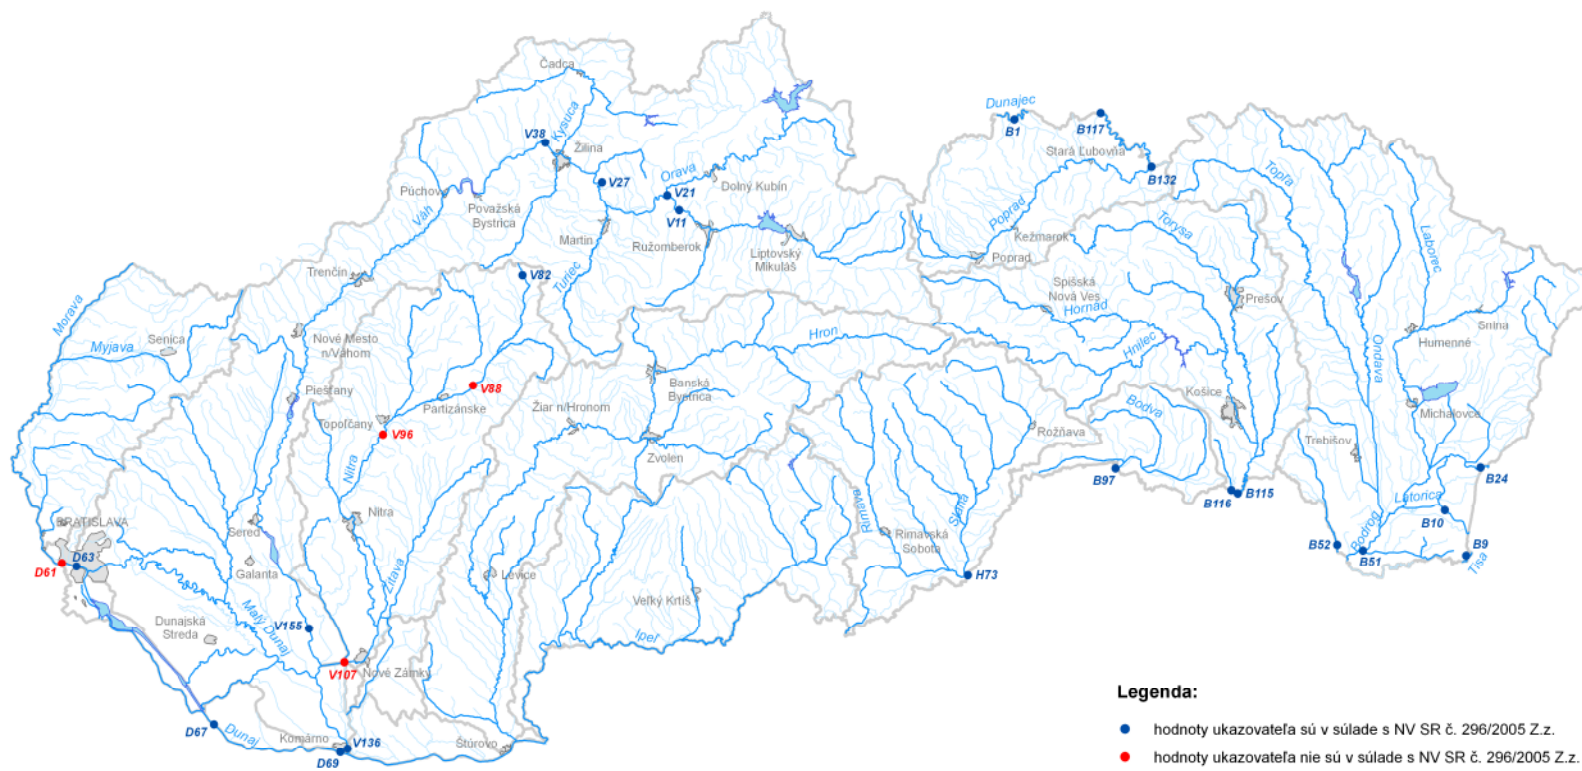 Čadca
Dunajec
B1
B117
Kysuca
V38
Žilina
Stará Ľubovňa
B132
Orava
Dolný Kubín
V27
V21
V11
Topľa
Púchov
Považská
Bystrica
Váh
Poprad
Torysa
Laborec
Martin
Ružomberok
Kežmarok
Liptovský
Mikuláš
Poprad
Trenčín
V82
Turiec
Spišská
Nová Ves
Prešov
Hornád
Morava
Myjava
Senica
Nové Mesto
n/Váhom
Hron
Hnilec
Ondava
Snina
Humenné
Piešťany
V88
Partizánske
Banská
Bystrica
Košice
Bodva
Michalovce
Topoľčany
V96
Žiar n/Hronom
Zvolen
Rožňava
Trebišov
Nitra
B97
B24
Rimava
Slaná
B116
B115
Latorica
B10
Nitra
Sereď
BRATISLAVA
D63
D61
Rimavská
Sobota
Bodrog
B52
B51
B9
Tisa
Galanta
Žitava
Levice
H73
Malý Dunaj
Dunajská
Streda
V155
Veľký Krtíš
Ipeľ
V107
Nové Zámky
D67
Dunaj
Komárno
V136
D69
Štúrovo
Legenda:
hodnoty ukazovateľa sú v súlade s NV SR č. 296/2005 Z.z.
hodnoty ukazovateľa nie sú v súlade s NV SR č. 296/2005 Z.z.